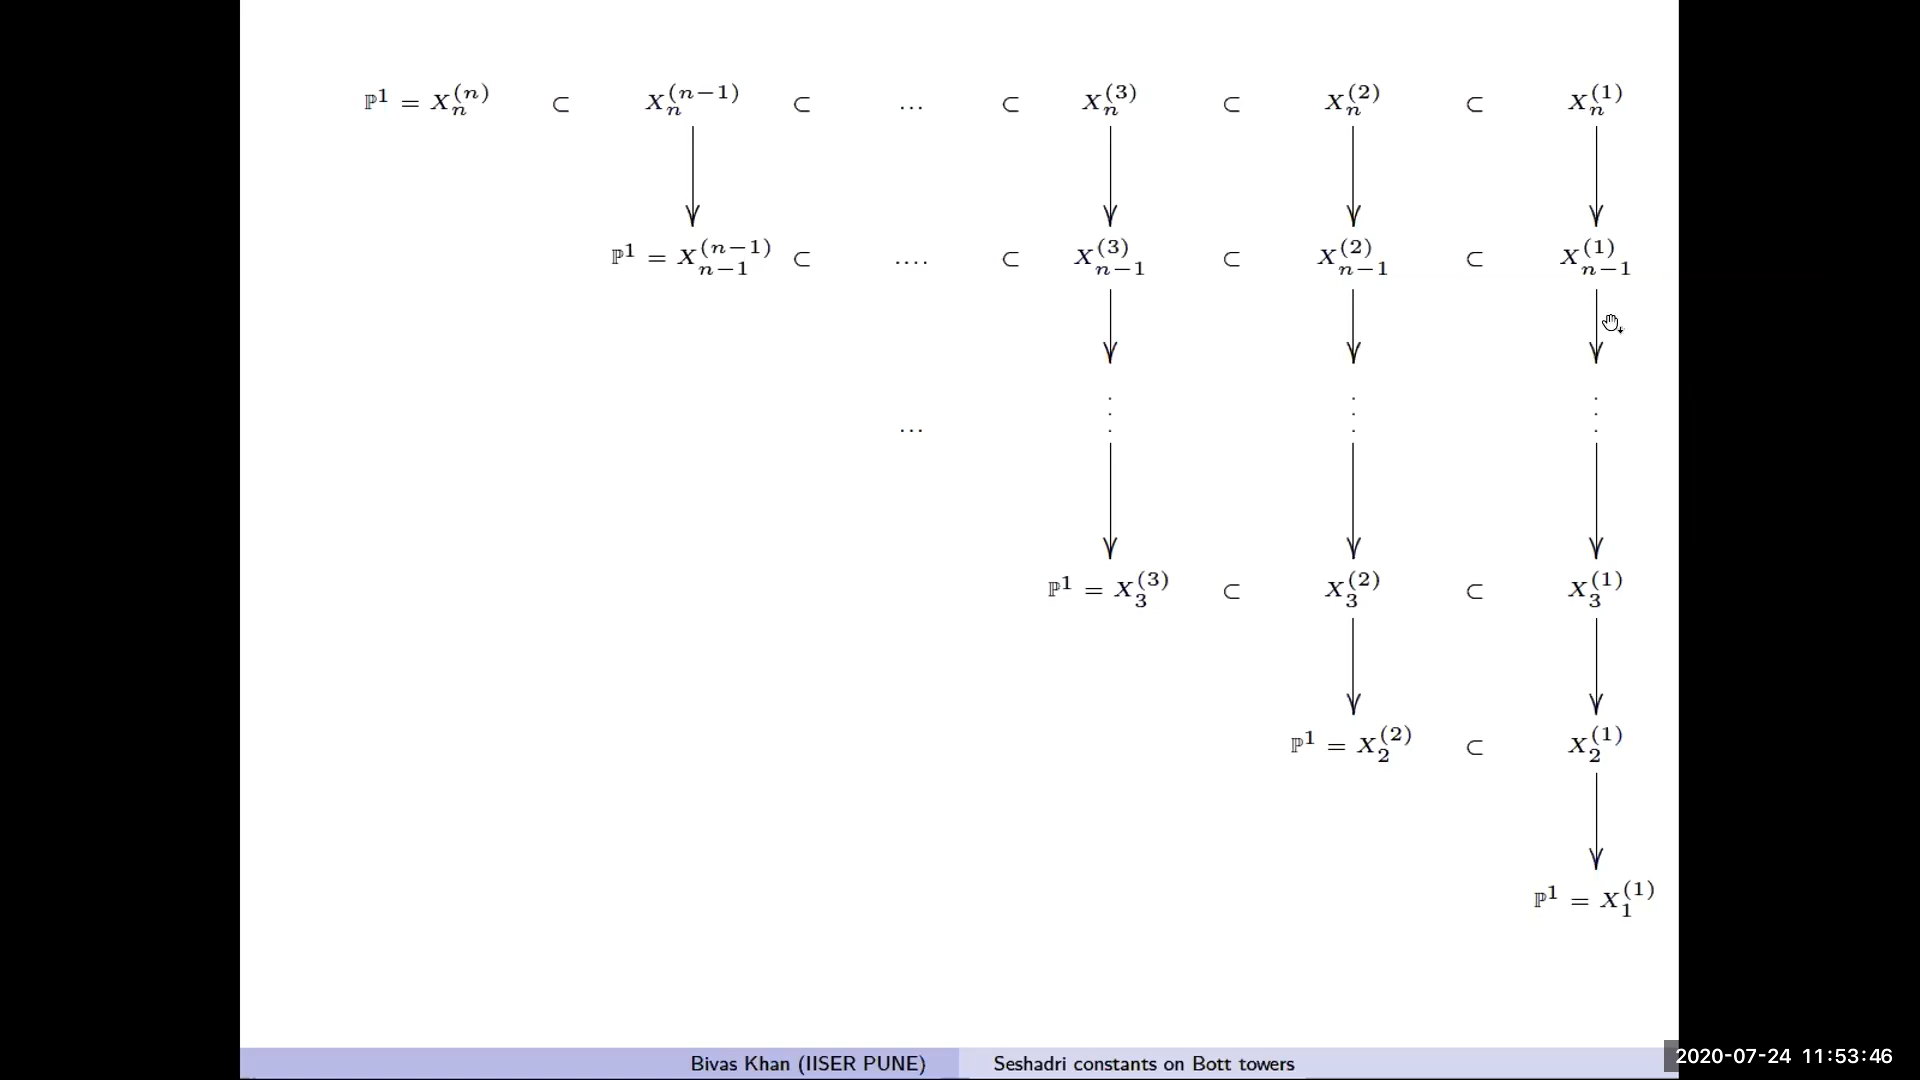 ℙ¹ = X_n^{(n)} ⊂ X_n^{(n−1)} ⊂ ... ⊂ X_n^{(3)} ⊂ X_n^{(2)} ⊂ X_n^{(1)}
ℙ¹ = X_{n−1}^{(n−1)} ⊂ .... ⊂ X_{n−1}^{(3)} ⊂ X_{n−1}^{(2)} ⊂ X_{n−1}^{(1)}
... ⋮ ⋮ ⋮
ℙ¹ = X_3^{(3)} ⊂ X_3^{(2)} ⊂ X_3^{(1)}
ℙ¹ = X_2^{(2)} ⊂ X_2^{(1)}
ℙ¹ = X_1^{(1)}
Bivas Khan (IISER PUNE) Seshadri constants on Bott towers
2020-07-24 11:53:46